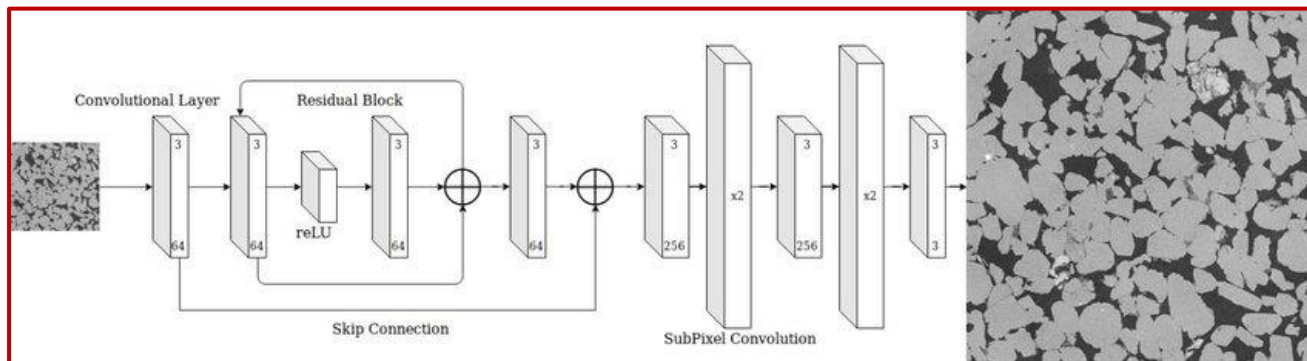 Convolutional Layer
Residual Block
3
3
3
3
3
3
3
x2
x2
reLU
64
64
64
64
256
256
3
Skip Connection
SubPixel Convolution